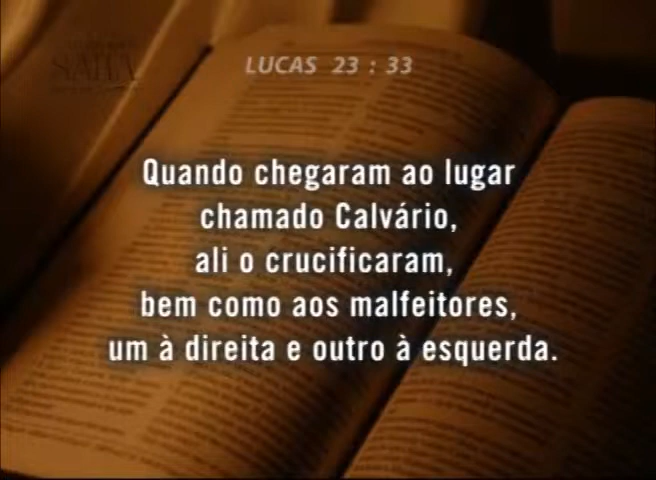 LUCAS 23 : 33
Quando chegaram ao lugar
chamado Calvário,
ali o crucificaram,
bem como aos malfeitores,
um à direita e outro à esquerda.